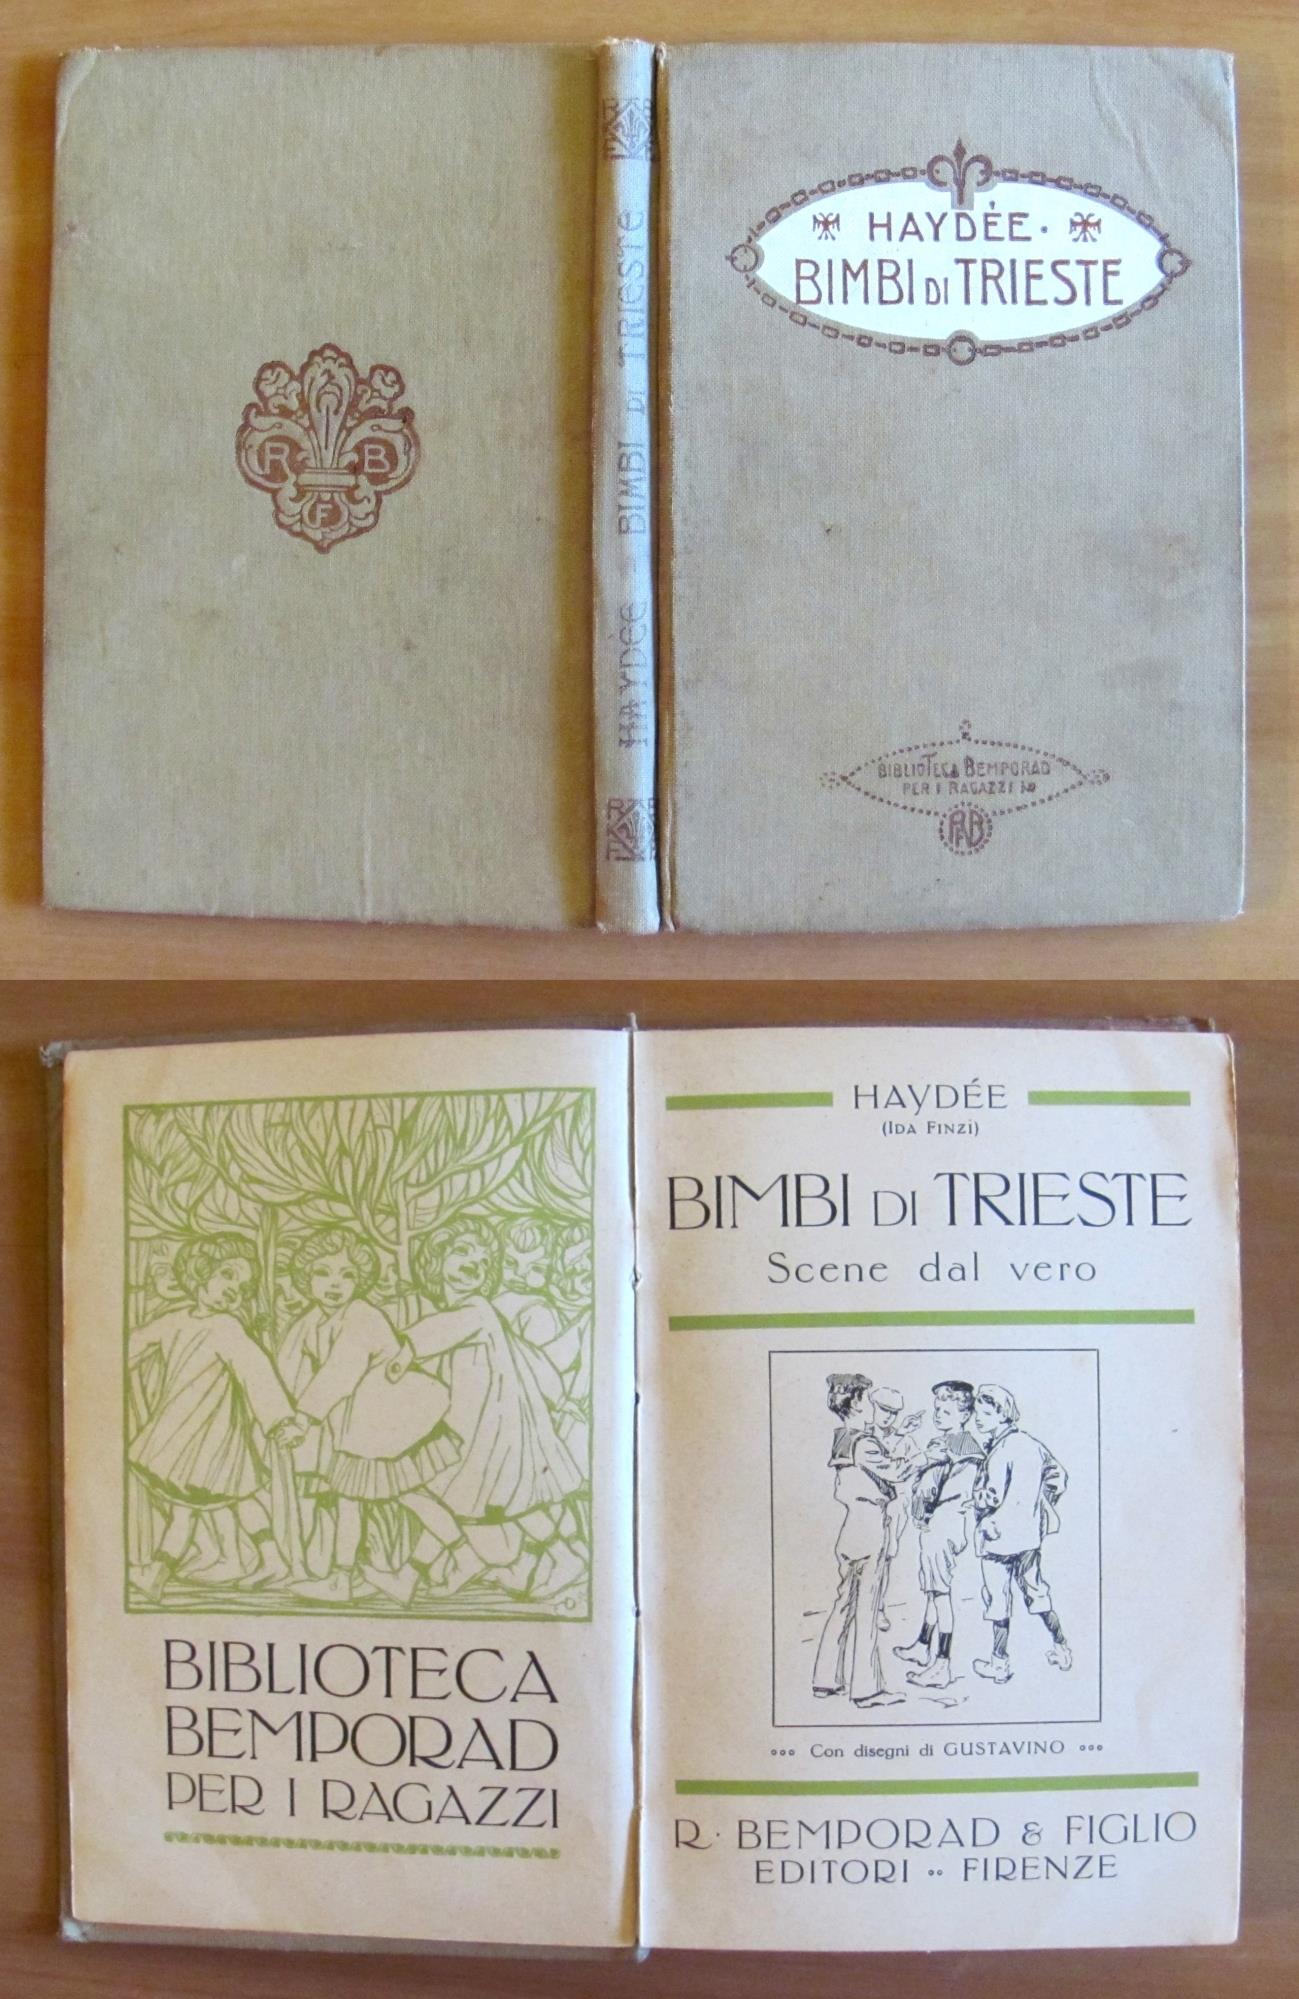 R B
F
HAYDÉE - BIMBI DI TRIESTE
HAYDÉE ·
BIMBI DI TRIESTE
BIBLIOTECA BEMPORAD
PER I RAGAZZI
BIBLIOTECA
BEMPORAD
PER I RAGAZZI
HAYDÉE
(IDA FINZI)
BIMBI DI TRIESTE
Scene dal vero
Con disegni di GUSTAVINO
R · BEMPORAD & FIGLIO
EDITORI ·· FIRENZE